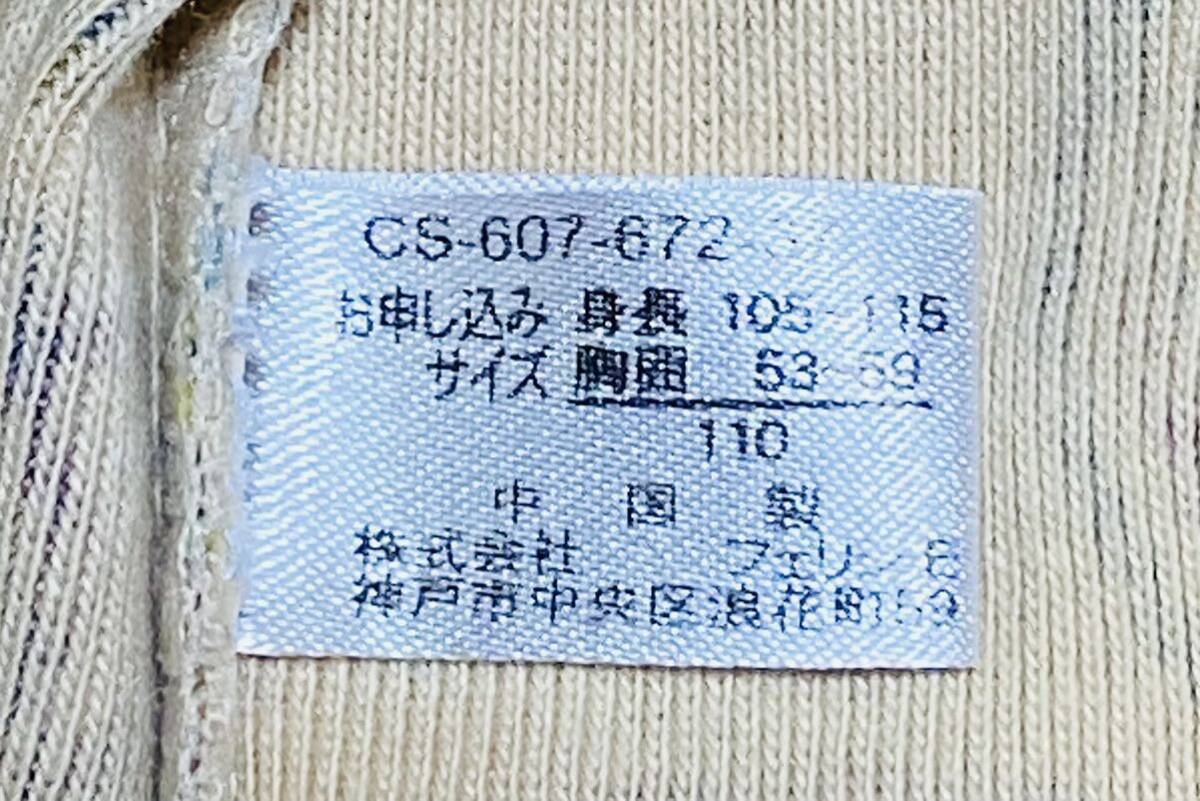 CS-607-672
お申し込み 身長 105-115
サイズ 胸囲 53-59
110
中国製
株式会社 フェリシモ
神戸市中央区浪花町59